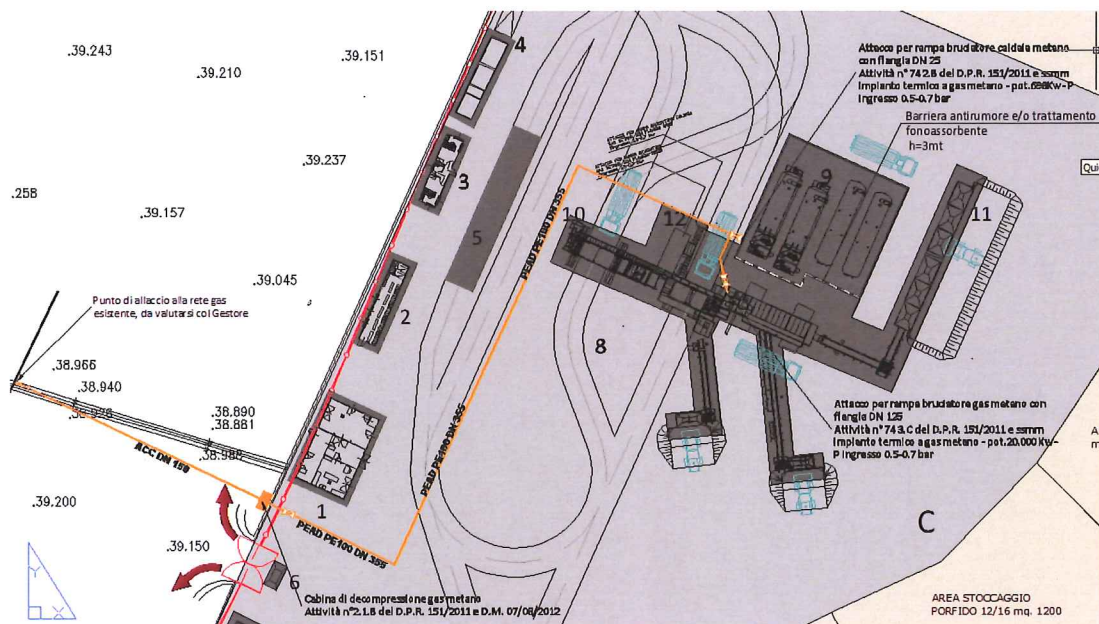 .39.243
.39.210
.39.151
4
Attacco per rampa bruciatore caldaia metano
con flangia DN 25
Attività n° 74 2.B del D.P.R. 151/2011 e ssmm
Impianto termico a gas metano - pot.
Ingresso 0.5-0.7 bar
Barriera antirumore e/o trattamento
fonoassorbente
h=3mt
Qui
.39.237
3
9
.39.157
10
12
11
5
PEAD PE100 DN 355
.39.045
2
8
Punto di allaccio alla rete gas
esistente, da valutarsi col Gestore
.38.966
.38.940
.38.890
.38.881
ACC DN 150
PEAD PE100 DN 355
Attacco per rampa bruciatore gas metano con
flangia DN 125
Attività n° 74 3.C del D.P.R. 151/2011 e ssmm
Impianto termico a gas metano - pot.20.000 Kw-
P ingresso 0.5-0.7 bar
A
m
.39.200
1
PEAD PE100 DN 355
C
.39.150
6
Cabina di decompressione gas metano
Attività n°2.1.B del D.P.R. 151/2011 e D.M. 07/08/2012
Y
X
AREA STOCCAGGIO
PORFIDO 12/16 mq. 1200